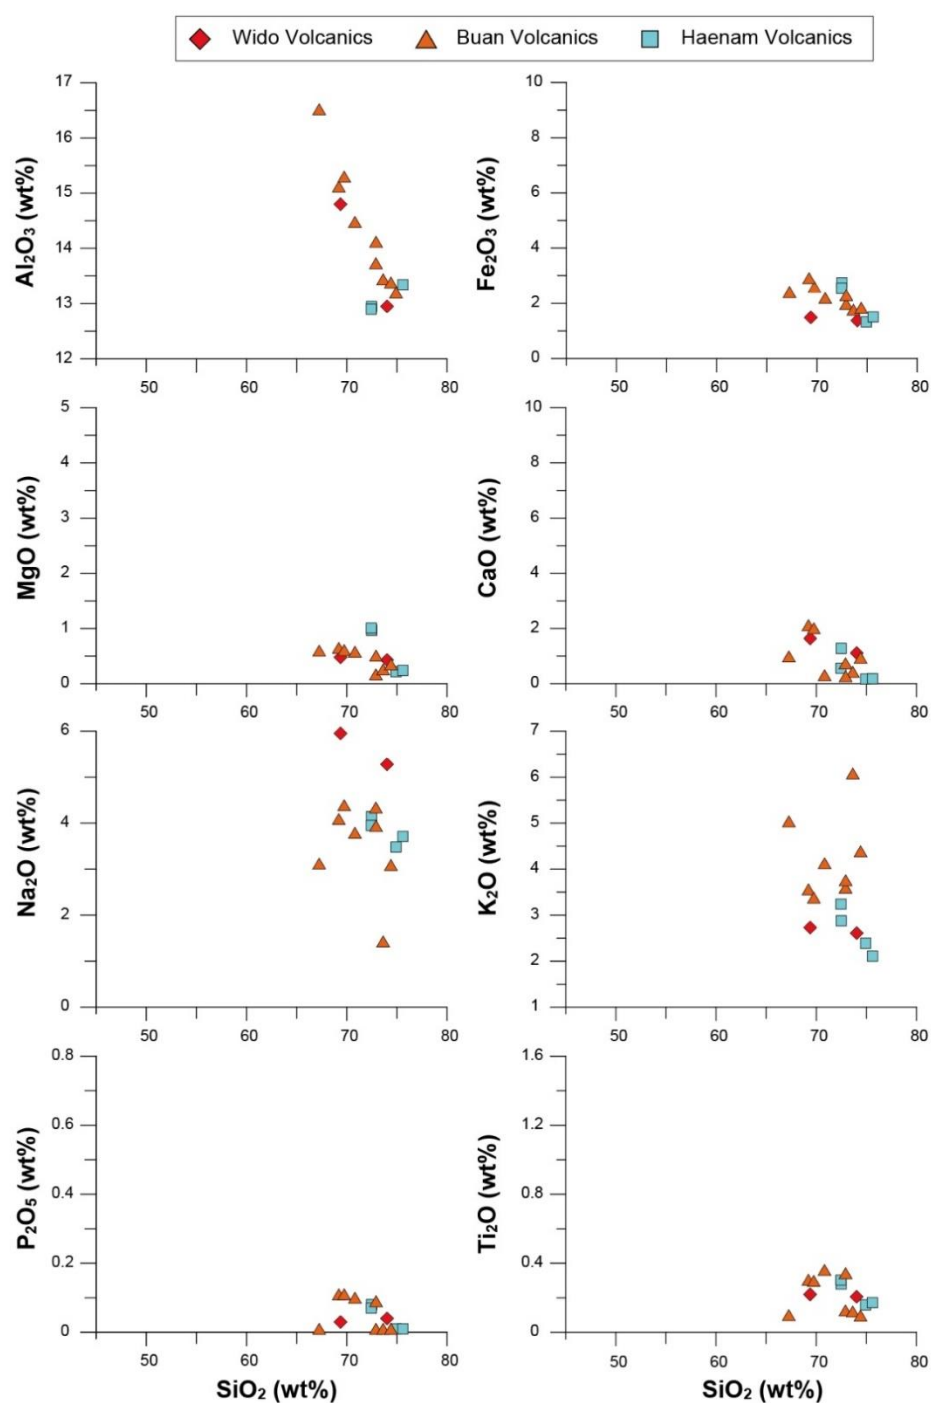 Wido Volcanics Buan Volcanics Haenam Volcanics
Al₂O₃ (wt%)
17
16
15
14
13
12
50 60 70 80
Fe₂O₃ (wt%)
10
8
6
4
2
0
50 60 70 80
MgO (wt%)
5
4
3
2
1
0
50 60 70 80
CaO (wt%)
10
8
6
4
2
0
50 60 70 80
Na₂O (wt%)
6
4
2
0
50 60 70 80
K₂O (wt%)
7
6
5
4
3
2
1
50 60 70 80
P₂O₅ (wt%)
0.8
0.6
0.4
0.2
0
50 60 70 80
SiO₂ (wt%)
Ti₂O (wt%)
1.6
1.2
0.8
0.4
0
50 60 70 80
SiO₂ (wt%)